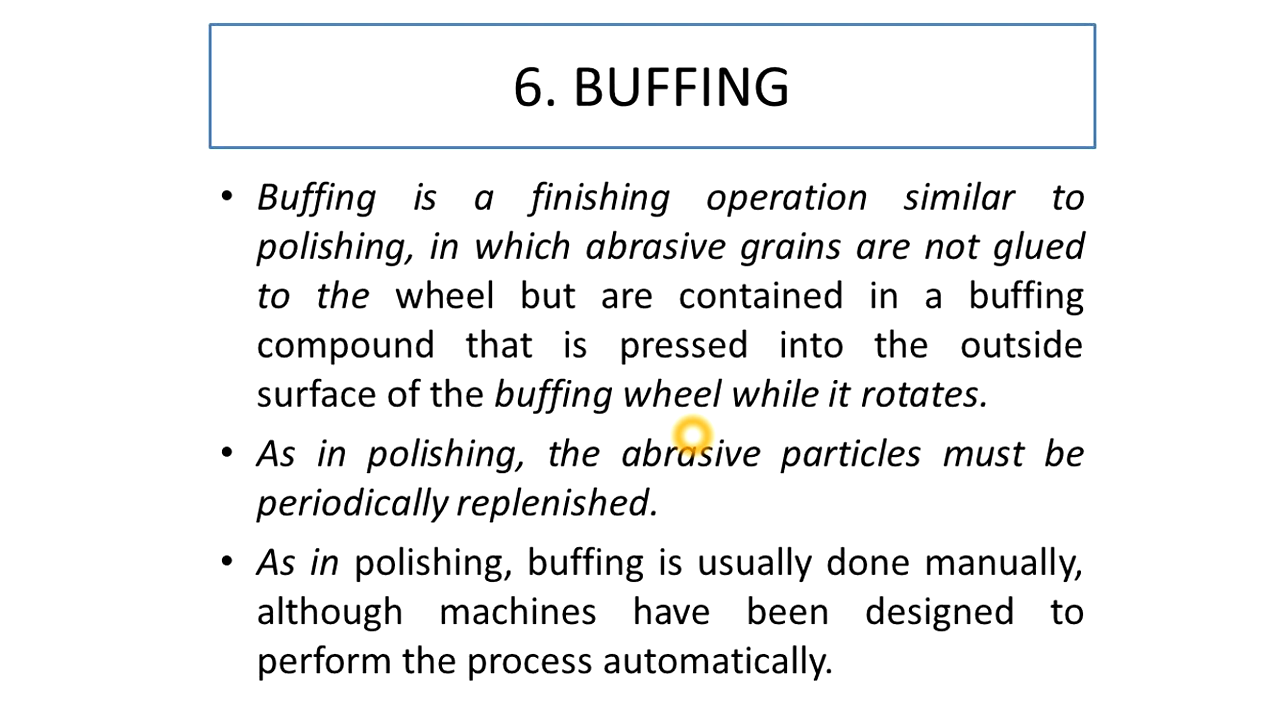 6. BUFFING
• Buffing is a finishing operation similar to
polishing, in which abrasive grains are not glued
to the wheel but are contained in a buffing
compound that is pressed into the outside
surface of the buffing wheel while it rotates.
• As in polishing, the abrasive particles must be
periodically replenished.
• As in polishing, buffing is usually done manually,
although machines have been designed to
perform the process automatically.